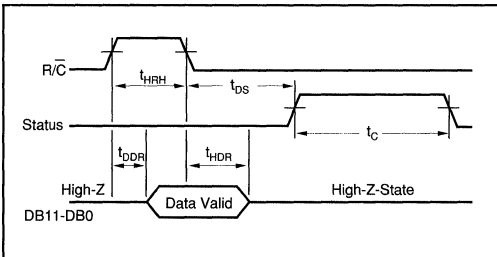 R/C̅
tHRH
tDS
Status
tC
tDDR
tHDR
High-Z
Data Valid
High-Z-State
DB11-DB0